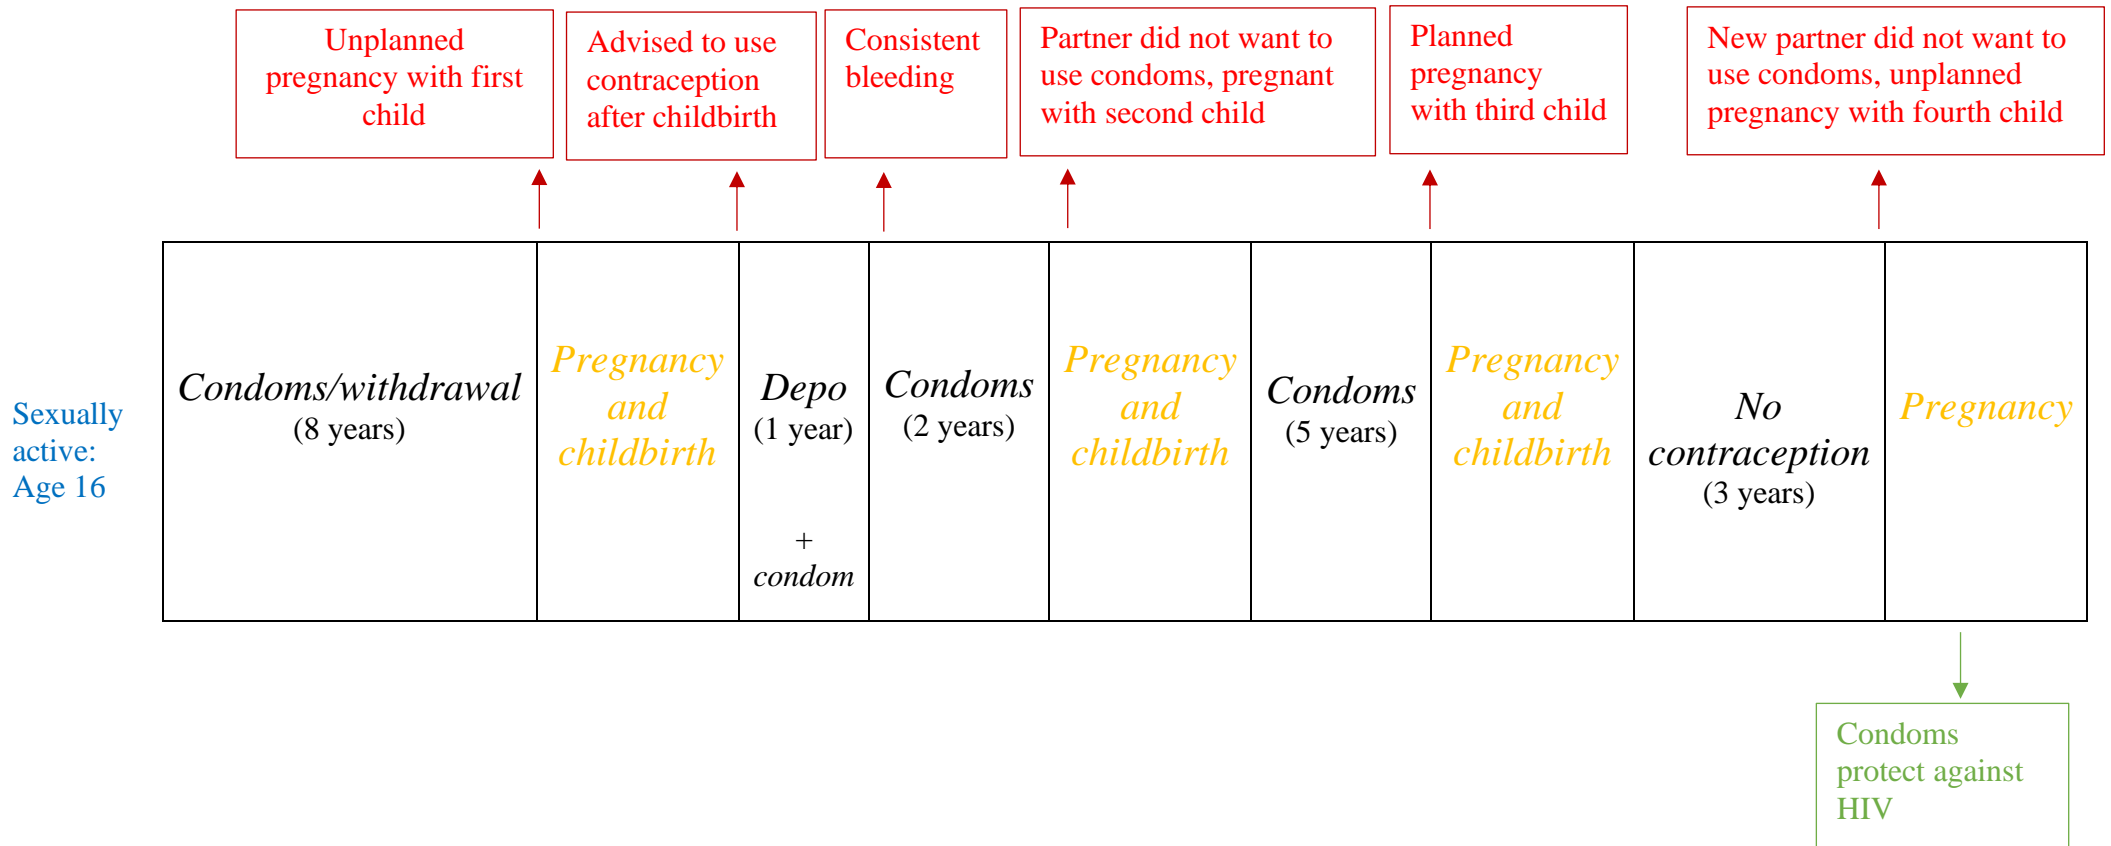 Unplanned
pregnancy with first
child
Advised to use
contraception
after childbirth
Consistent
bleeding
Partner did not want to
use condoms, pregnant
with second child
Planned
pregnancy
with third child
New partner did not want to
use condoms, unplanned
pregnancy with fourth child
Sexually
active:
Age 16
Condoms/withdrawal
(8 years)
Pregnancy
and
childbirth
Depo
(1 year)
+
condom
Condoms
(2 years)
Pregnancy
and
childbirth
Condoms
(5 years)
Pregnancy
and
childbirth
No
contraception
(3 years)
Pregnancy
Condoms
protect against
HIV